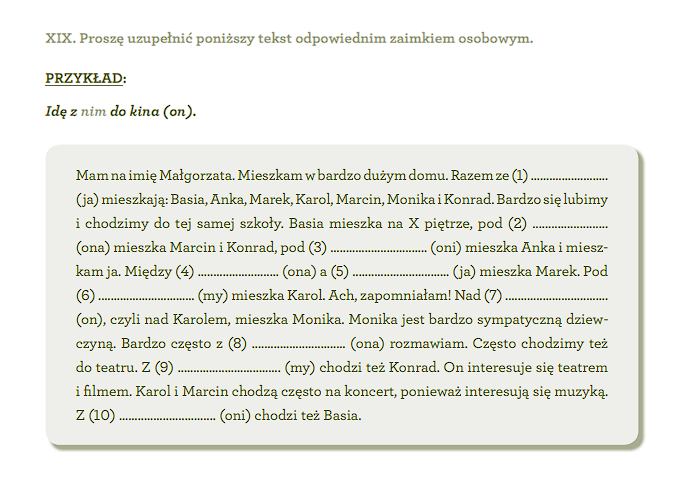 XIX. Proszę uzupełnić poniższy tekst odpowiednim zaimkiem osobowym.
PRZYKŁAD:
Idę z nim do kina (on).
Mam na imię Małgorzata. Mieszkam w bardzo dużym domu. Razem ze (1) ..........................
(ja) mieszkają: Basia, Anka, Marek, Karol, Marcin, Monika i Konrad. Bardzo się lubimy
i chodzimy do tej samej szkoły. Basia mieszka na X piętrze, pod (2) .........................
(ona) mieszka Marcin i Konrad, pod (3) ................................ (oni) mieszka Anka i miesz-
kam ja. Między (4) ........................... (ona) a (5) ................................ (ja) mieszka Marek. Pod
(6) ................................ (my) mieszka Karol. Ach, zapomniałam! Nad (7) ..................................
(on), czyli nad Karolem, mieszka Monika. Monika jest bardzo sympatyczną dziew-
czyną. Bardzo często z (8) ............................... (ona) rozmawiam. Często chodzimy też
do teatru. Z (9) .................................. (my) chodzi też Konrad. On interesuje się teatrem
i filmem. Karol i Marcin chodzą często na koncert, ponieważ interesują się muzyką.
Z (10) ................................ (oni) chodzi też Basia.